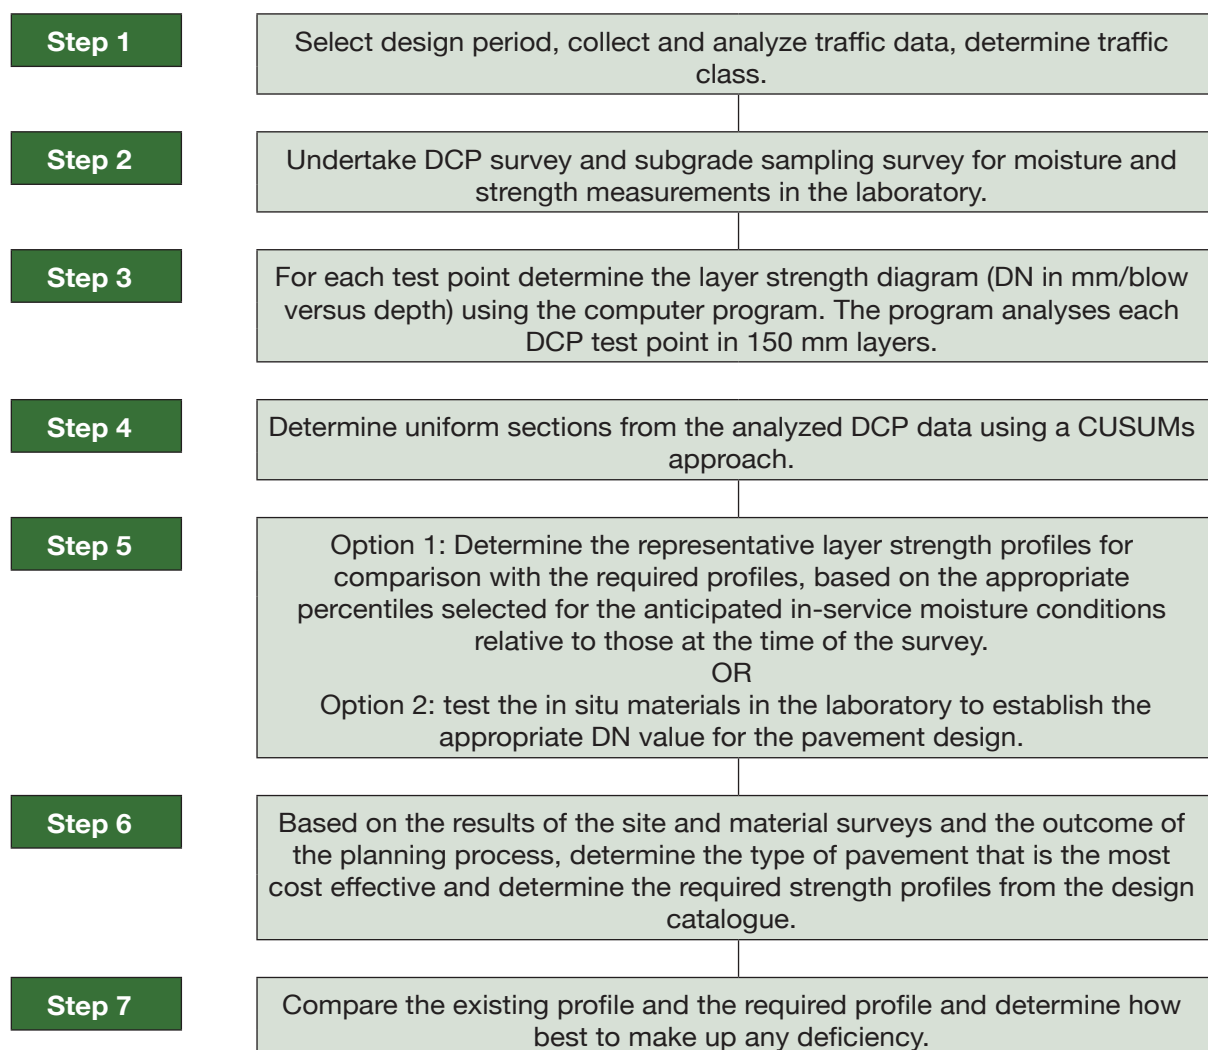 Step 1
Select design period, collect and analyze traffic data, determine traffic
class.
Step 2
Undertake DCP survey and subgrade sampling survey for moisture and
strength measurements in the laboratory.
Step 3
For each test point determine the layer strength diagram (DN in mm/blow
versus depth) using the computer program. The program analyses each
DCP test point in 150 mm layers.
Step 4
Determine uniform sections from the analyzed DCP data using a CUSUMs
approach.
Step 5
Option 1: Determine the representative layer strength profiles for
comparison with the required profiles, based on the appropriate
percentiles selected for the anticipated in-service moisture conditions
relative to those at the time of the survey.
OR
Option 2: test the in situ materials in the laboratory to establish the
appropriate DN value for the pavement design.
Step 6
Based on the results of the site and material surveys and the outcome of
the planning process, determine the type of pavement that is the most
cost effective and determine the required strength profiles from the design
catalogue.
Step 7
Compare the existing profile and the required profile and determine how
best to make up any deficiency.